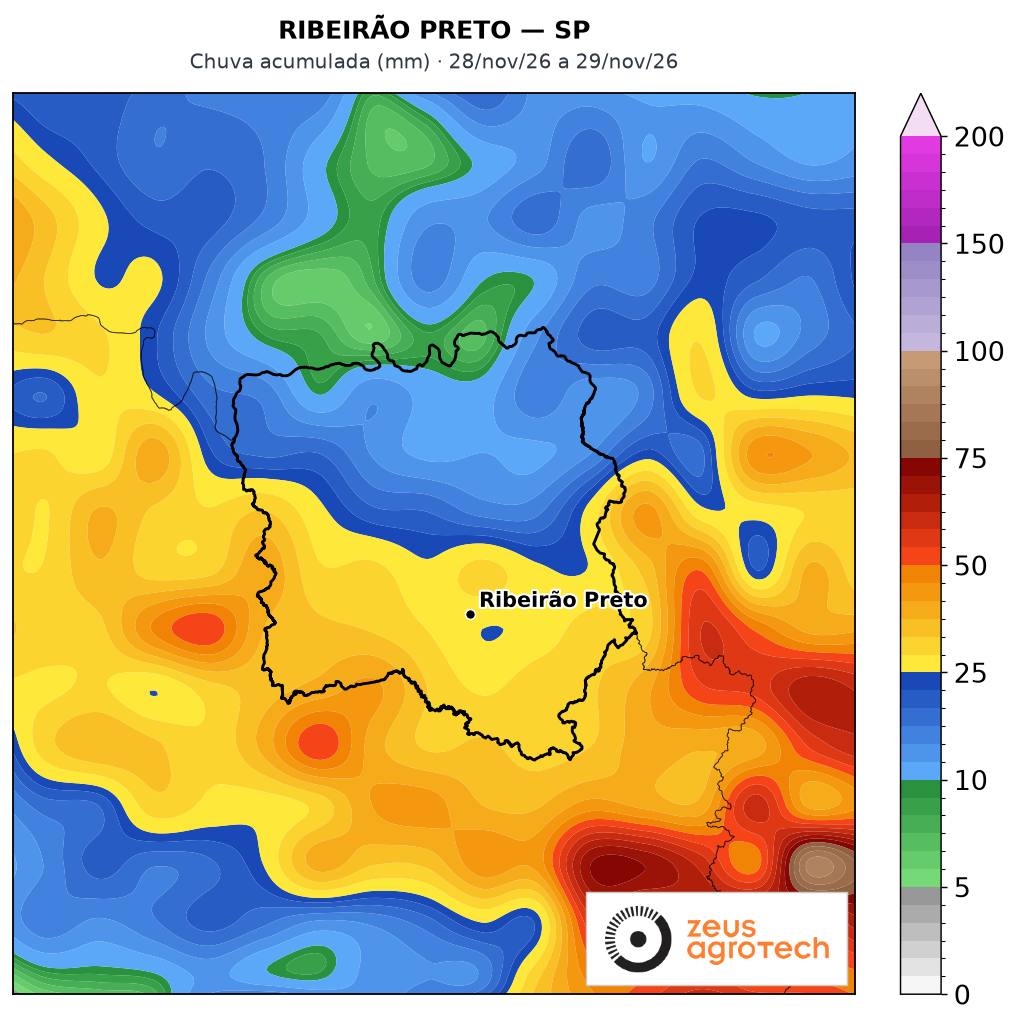 RIBEIRÃO PRETO — SP
Chuva acumulada (mm) · 28/nov/26 a 29/nov/26
200
150
100
75
50
25
10
5
0
Ribeirão Preto
zeus
agrotech